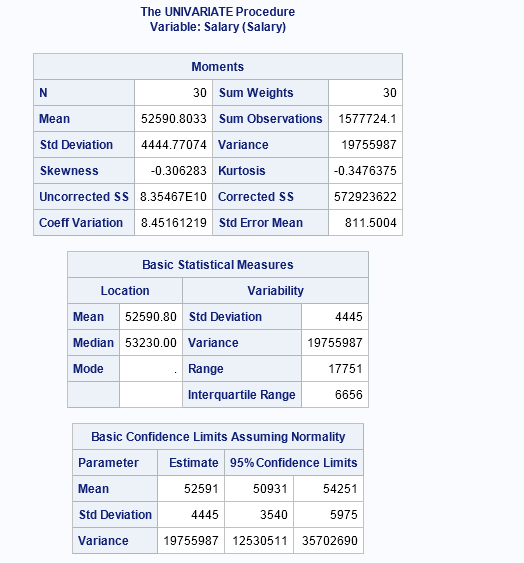 The UNIVARIATE Procedure
Variable: Salary (Salary)
Moments
N 30 Sum Weights 30
Mean 52590.8033 Sum Observations 1577724.1
Std Deviation 4444.77074 Variance 19755987
Skewness -0.306283 Kurtosis -0.3476375
Uncorrected SS 8.35467E10 Corrected SS 572923622
Coeff Variation 8.45161219 Std Error Mean 811.5004
Basic Statistical Measures
Location Variability
Mean 52590.80 Std Deviation 4445
Median 53230.00 Variance 19755987
Mode . Range 17751
Interquartile Range 6656
Basic Confidence Limits Assuming Normality
Parameter Estimate 95% Confidence Limits
Mean 52591 50931 54251
Std Deviation 4445 3540 5975
Variance 19755987 12530511 35702690